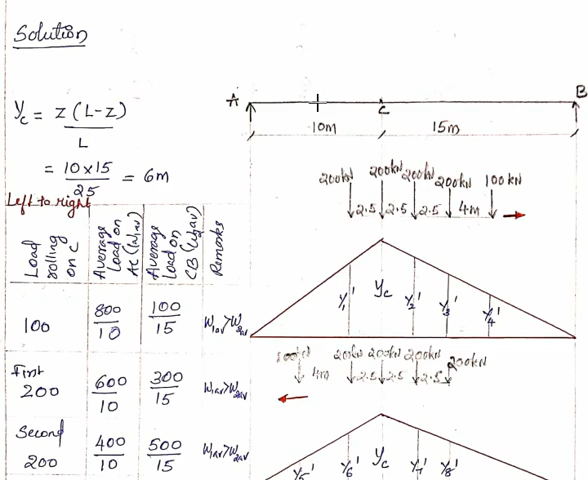 Solution
y_c = z(L-z)
L
= 10×15 = 6m
25
A C B
10m 15m
Left to right
200kN 200kN 200kN 200kN 100kN
2.5 2.5 2.5 4m
Load rolling on C
Average Load on AC (W₁av)
Average load on CB (W₂av)
Remarks
100 800/10 100/15 W₁av>W₂av
y₁' y_c y₂' y₃' y₄'
200kN 200kN 200kN 200kN
4m 2.5 2.5 2.5
First 200 600/10 300/15 W₁av>W₂av
Second 200 400/10 500/15 W₁av>W₂av
y₅' y₆' y_c y₇' y₈'